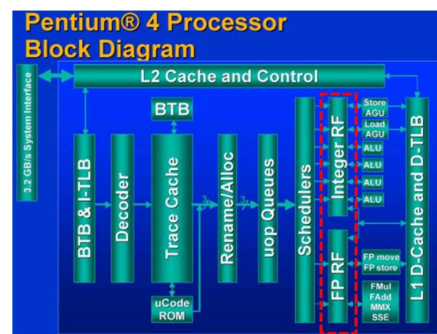 Pentium® 4 Processor
Block Diagram
3.2 GB/s System Interface
L2 Cache and Control
BTB
BTB & I-TLB
Decoder
Trace Cache
Rename/Alloc
uop Queues
Schedulers
Integer RF
FP RF
uCode
ROM
Store
AGU
Load
AGU
ALU
ALU
ALU
ALU
FP move
FP store
FMul
FAdd
MMX
SSE
L1 D-Cache and D-TLB